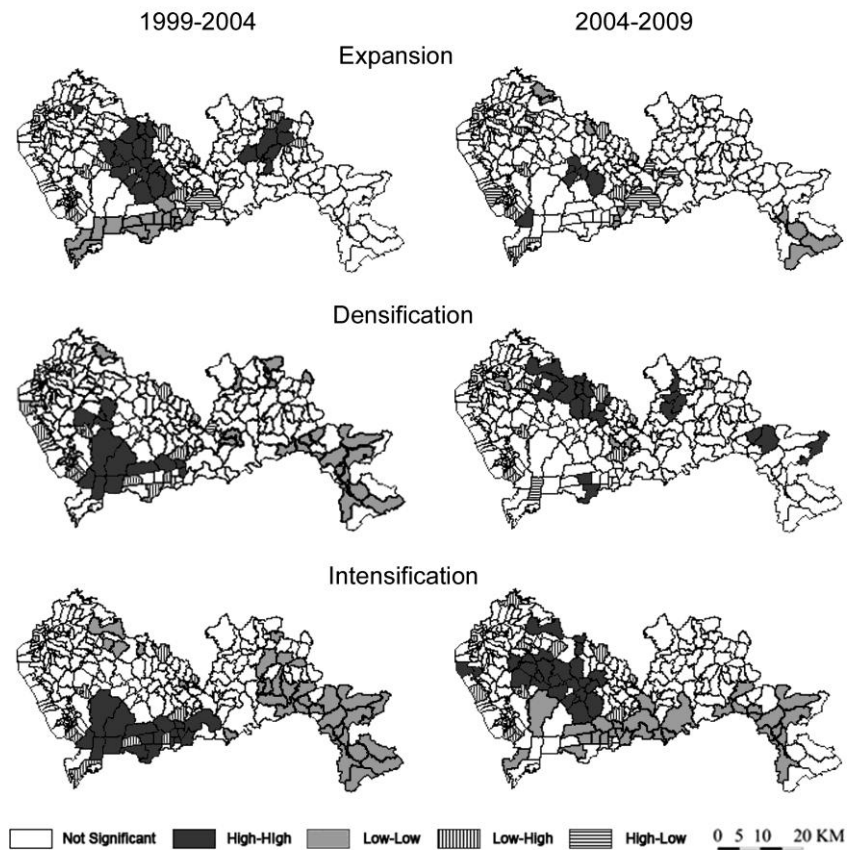 1999-2004 2004-2009
Expansion
Densification
Intensification
Not Significant High-HIgh Low-Low Low-High High-Low 0 5 10 20 KM